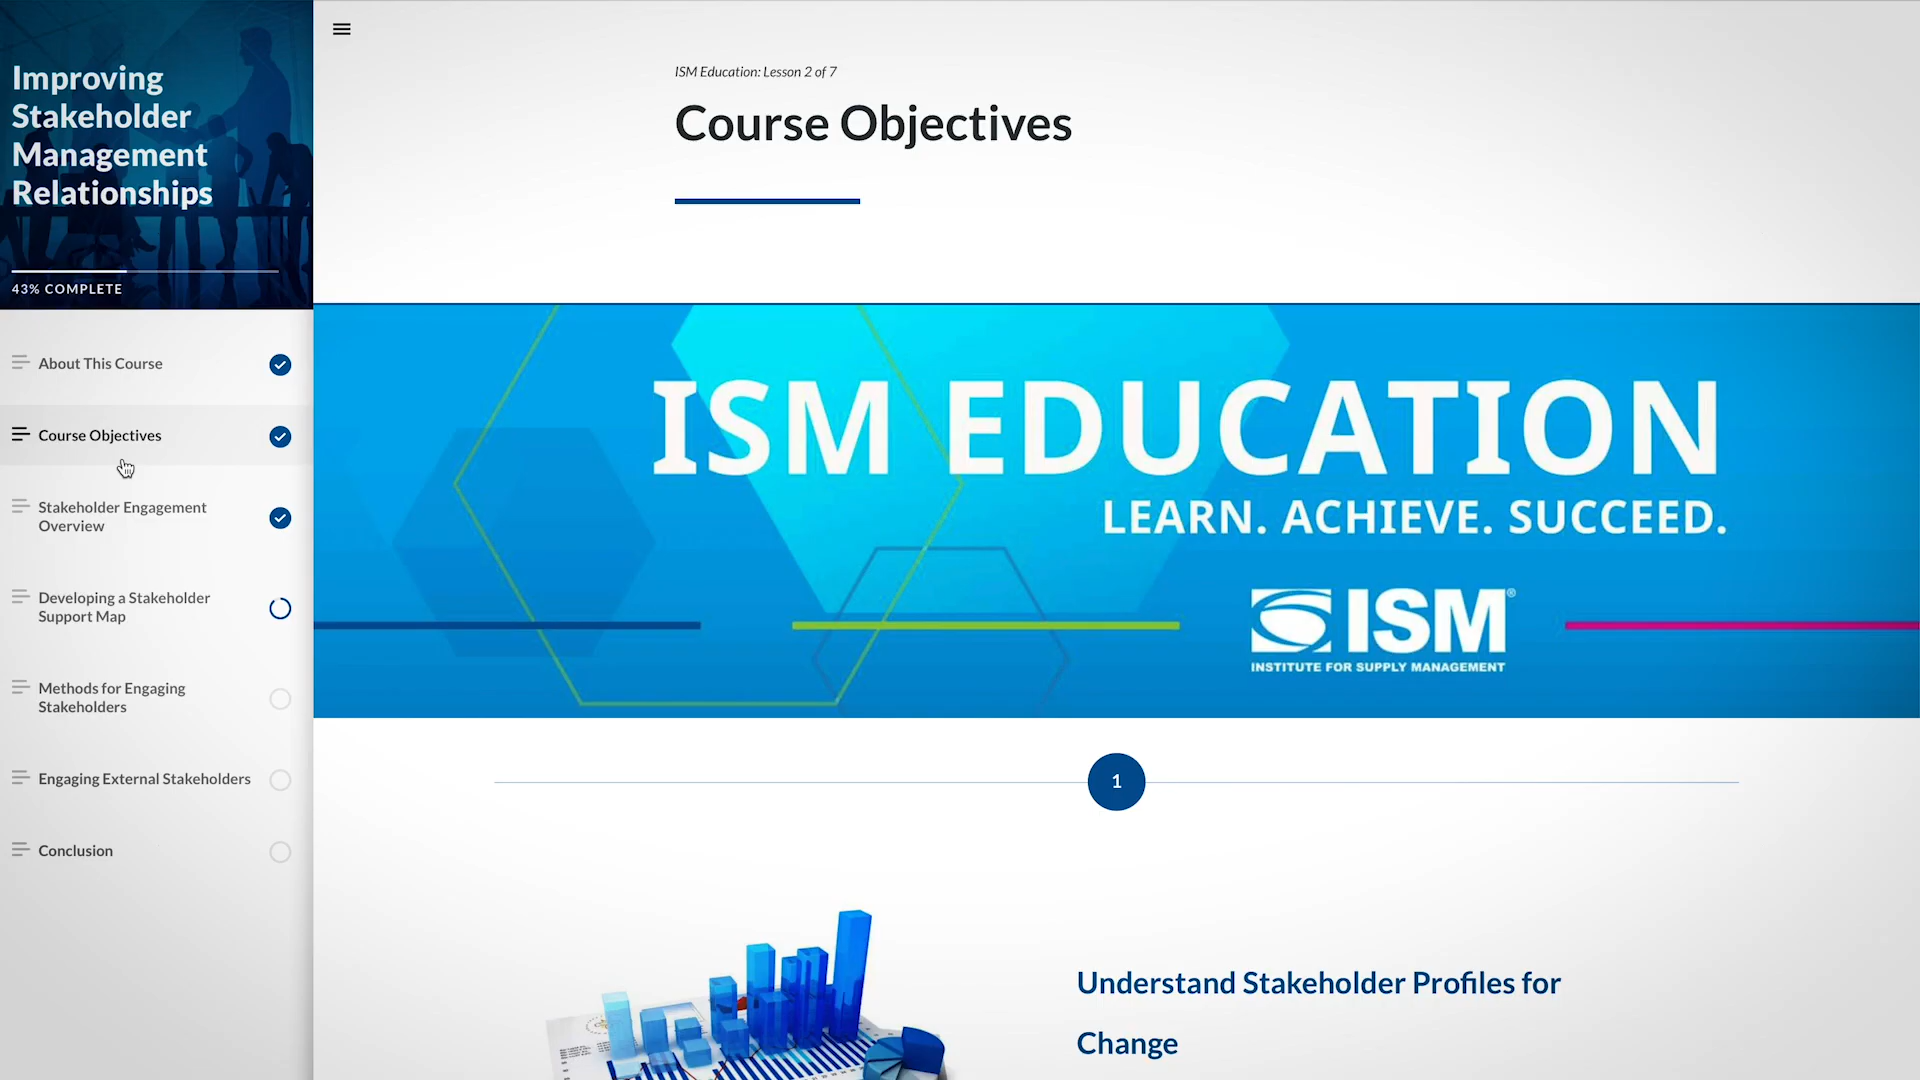 Improving
Stakeholder
Management
Relationships
43% COMPLETE
About This Course
Course Objectives
Stakeholder Engagement
Overview
Developing a Stakeholder
Support Map
Methods for Engaging
Stakeholders
Engaging External Stakeholders
Conclusion
ISM Education: Lesson 2 of 7
Course Objectives
ISM EDUCATION
LEARN. ACHIEVE. SUCCEED.
ISM®
INSTITUTE FOR SUPPLY MANAGEMENT
1
Understand Stakeholder Profiles for
Change